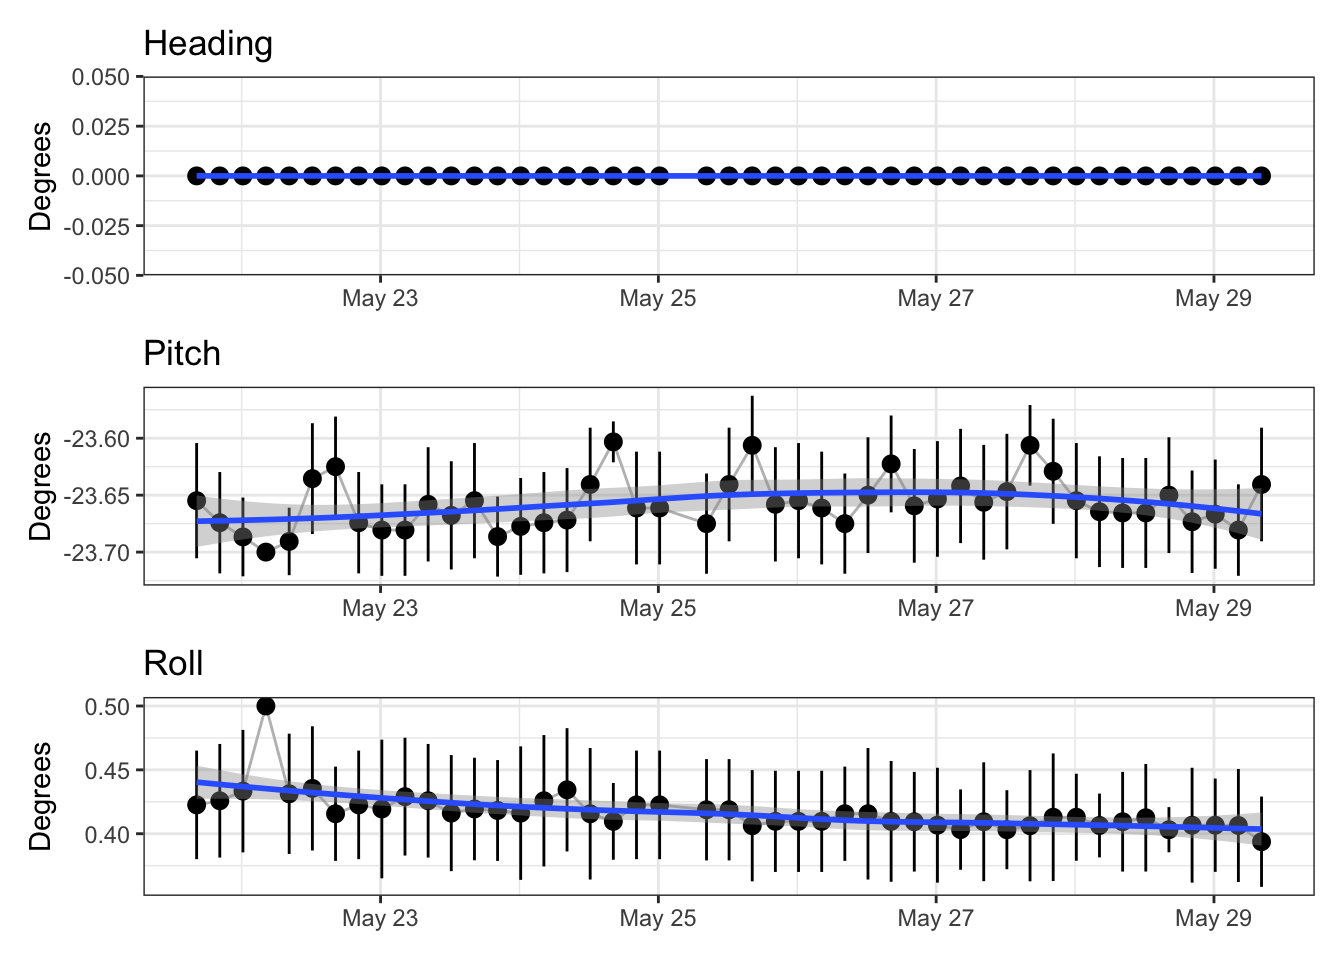 Heading
Degrees
0.050
0.025
0.000
-0.025
-0.050
May 23 May 25 May 27 May 29
Pitch
Degrees
-23.60
-23.65
-23.70
May 23 May 25 May 27 May 29
Roll
Degrees
0.50
0.45
0.40
May 23 May 25 May 27 May 29